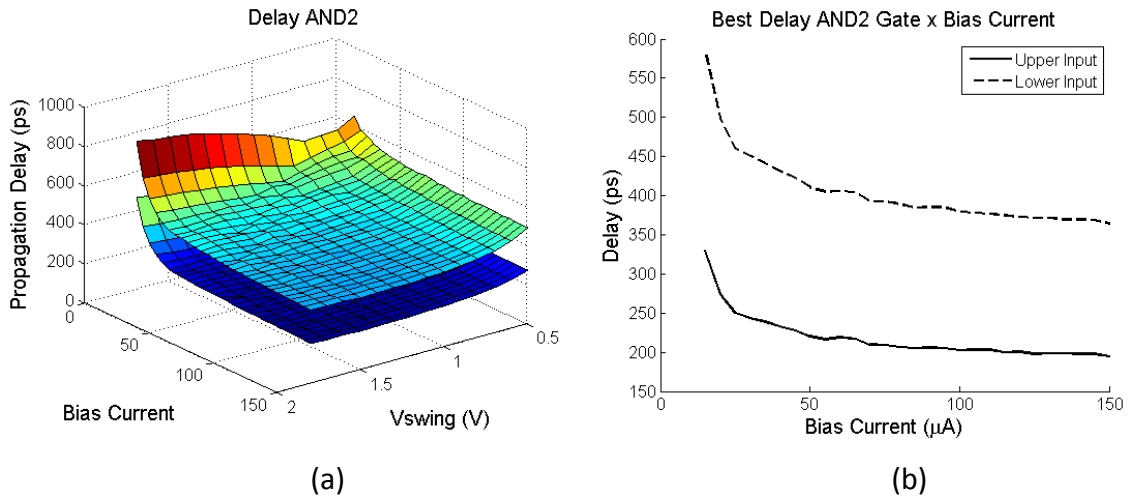 Delay AND2
Propagation Delay (ps)
1000
800
600
400
200
0
0
50
100
150
Bias Current
2
1.5
1
0.5
Vswing (V)
(a)
Best Delay AND2 Gate x Bias Current
Upper Input
Lower Input
Delay (ps)
600
550
500
450
400
350
300
250
200
150
0
50
100
150
Bias Current (μA)
(b)